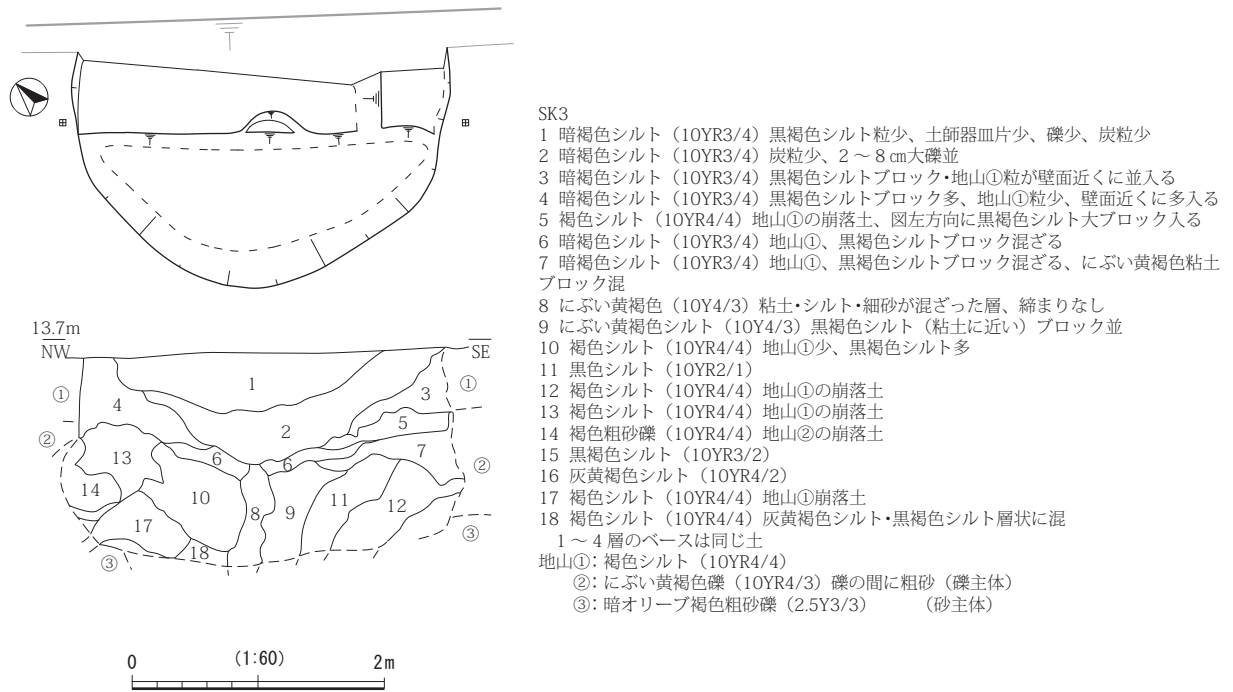 SK3
1 暗褐色シルト（10YR3/4）黒褐色シルト粒少、土師器皿片少、礫少、炭粒少
2 暗褐色シルト（10YR3/4）炭粒少、2～8㎝大礫並
3 暗褐色シルト（10YR3/4）黒褐色シルトブロック・地山①粒が壁面近くに並入る
4 暗褐色シルト（10YR3/4）黒褐色シルトブロック多、地山①粒少、壁面近くに多入る
5 褐色シルト（10YR4/4）地山①の崩落土、図左方向に黒褐色シルト大ブロック入る
6 暗褐色シルト（10YR3/4）地山①、黒褐色シルトブロック混ざる
7 暗褐色シルト（10YR3/4）地山①、黒褐色シルトブロック混ざる、にぶい黄褐色粘土
ブロック混
8 にぶい黄褐色（10Y4/3）粘土・シルト・細砂が混ざった層、締まりなし
9 にぶい黄褐色シルト（10Y4/3）黒褐色シルト（粘土に近い）ブロック並
10 褐色シルト（10YR4/4）地山①少、黒褐色シルト多
11 黒色シルト（10YR2/1）
12 褐色シルト（10YR4/4）地山①の崩落土
13 褐色シルト（10YR4/4）地山①の崩落土
14 褐色粗砂礫（10YR4/4）地山②の崩落土
15 黒褐色シルト（10YR3/2）
16 灰黄褐色シルト（10YR4/2）
17 褐色シルト（10YR4/4）地山①崩落土
18 褐色シルト（10YR4/4）灰黄褐色シルト・黒褐色シルト層状に混
1～4層のベースは同じ土
地山①：褐色シルト（10YR4/4）
②：にぶい黄褐色礫（10YR4/3）礫の間に粗砂（礫主体）
③：暗オリーブ褐色粗砂礫（2.5Y3/3）　（砂主体）
13.7m
NW SE
① 4 1 3 ①
2 5
② 13 6 6 7 ②
14 10 8 9 11 12
17 18 ③
③
0 (1:60) 2m